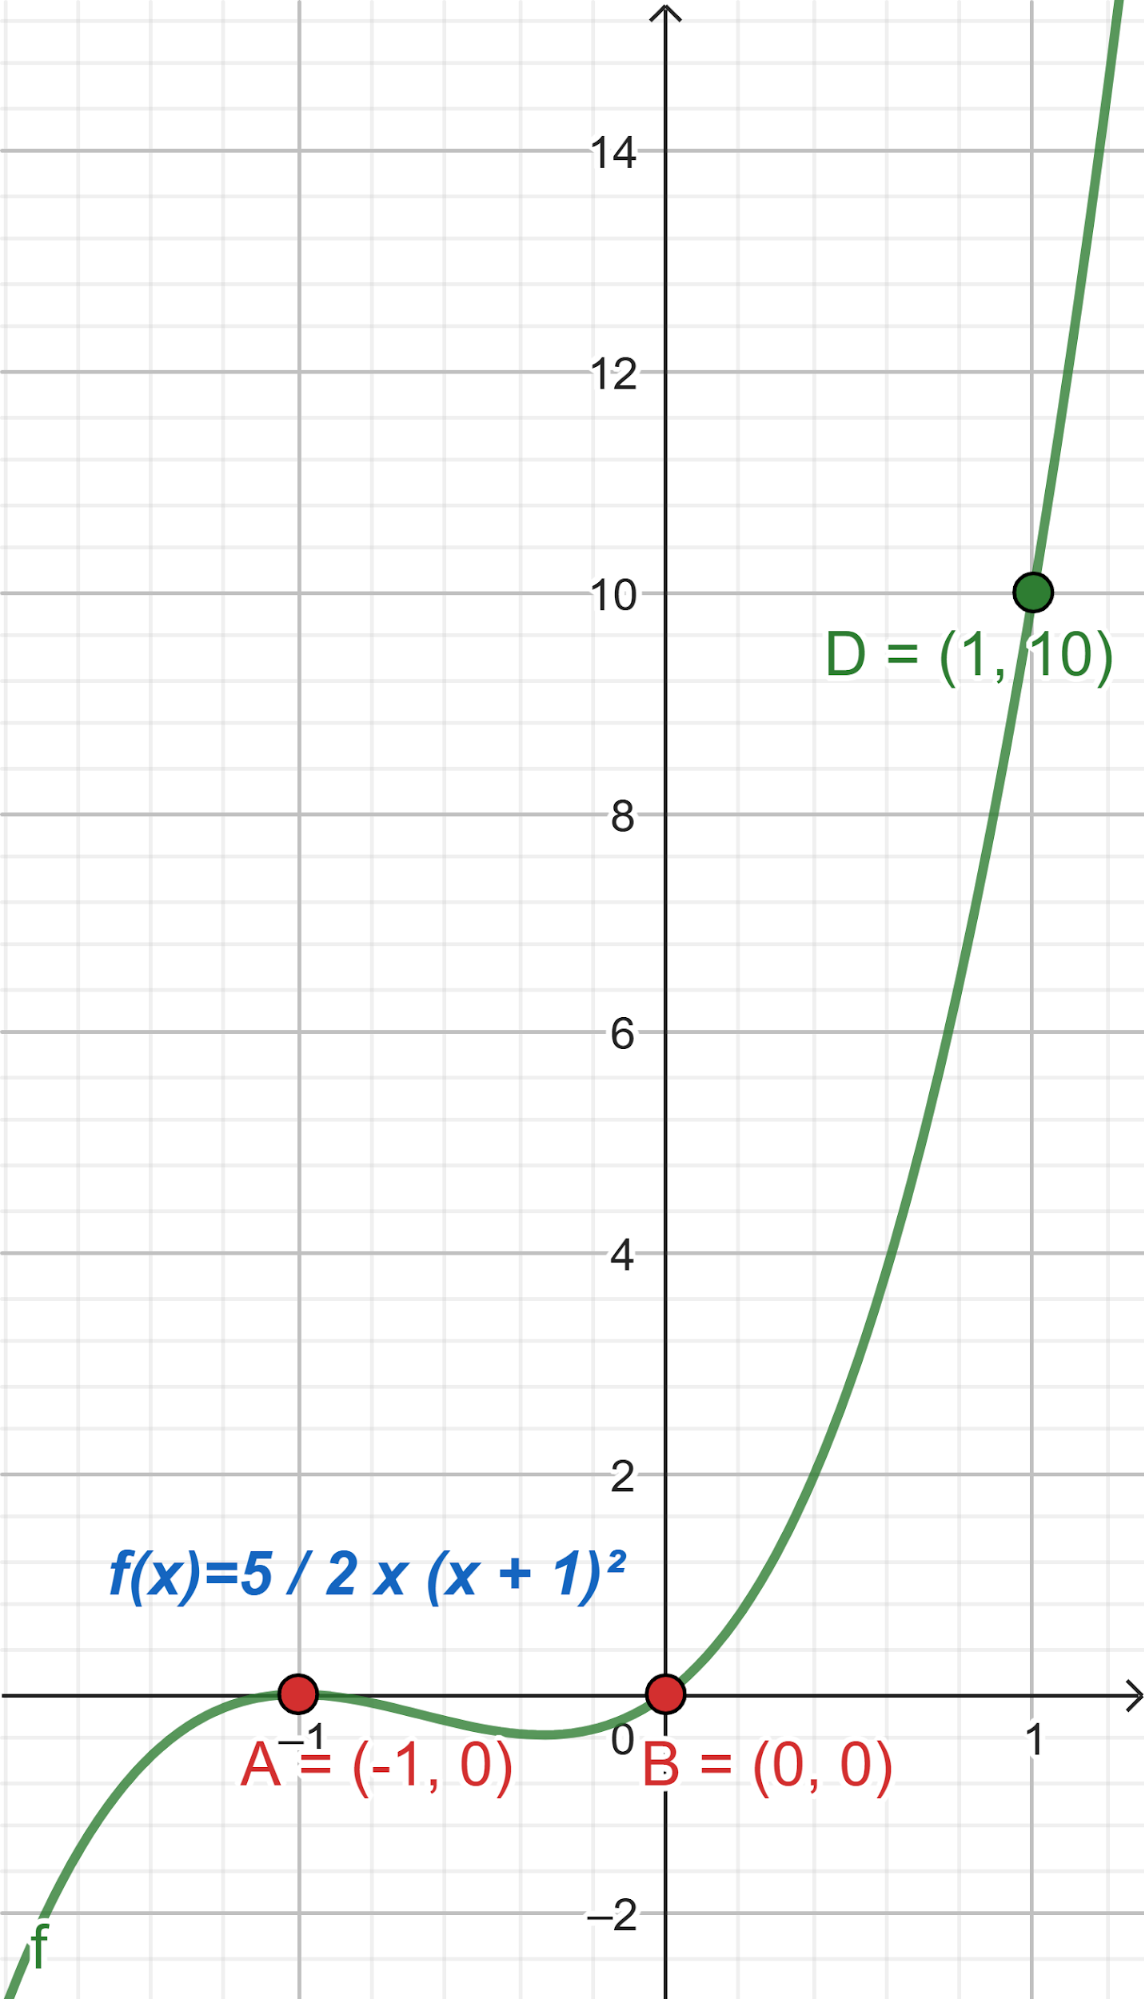 14
12
10
D = (1, 10)
8
6
4
2
f(x)=5 / 2 x (x + 1)²
–1
0
1
A = (-1, 0)
B = (0, 0)
–2
f